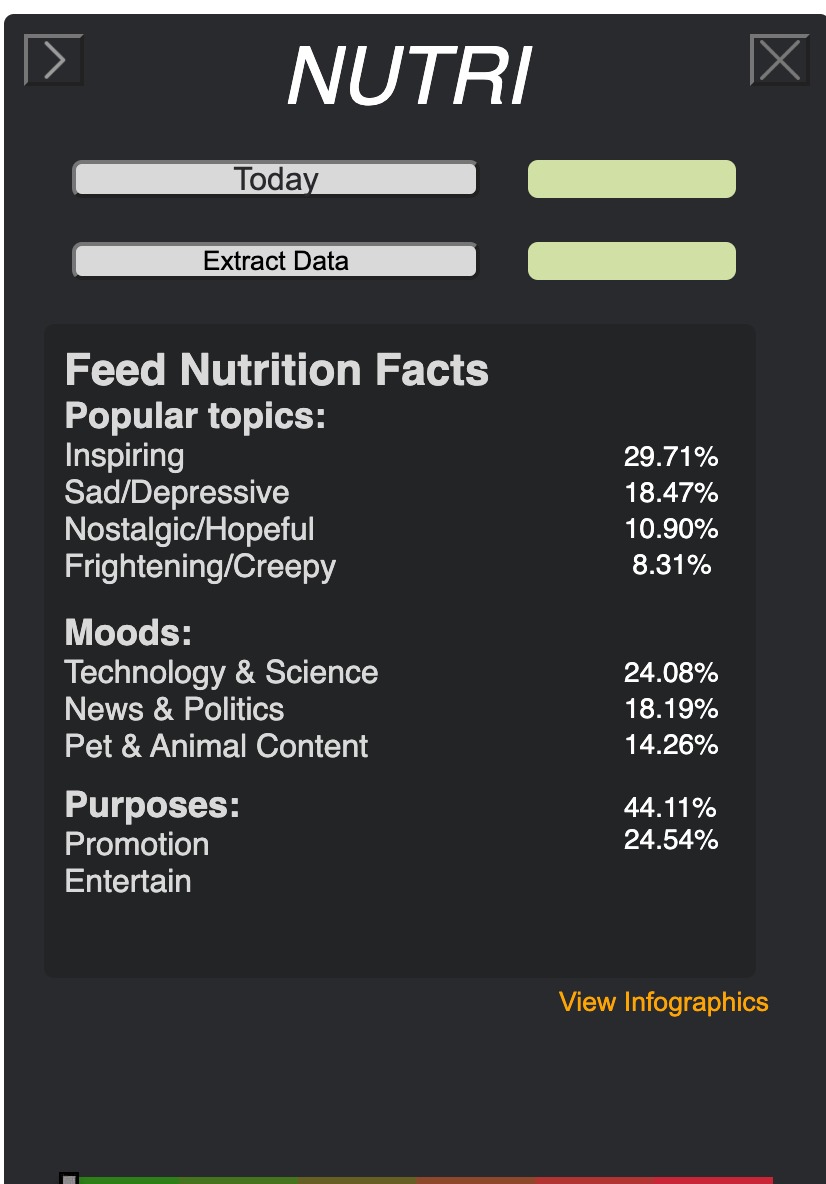 NUTRI
Today
Extract Data
Feed Nutrition Facts
Popular topics:
Inspiring 29.71%
Sad/Depressive 18.47%
Nostalgic/Hopeful 10.90%
Frightening/Creepy 8.31%
Moods:
Technology & Science 24.08%
News & Politics 18.19%
Pet & Animal Content 14.26%
Purposes: 44.11%
Promotion 24.54%
Entertain
View Infographics